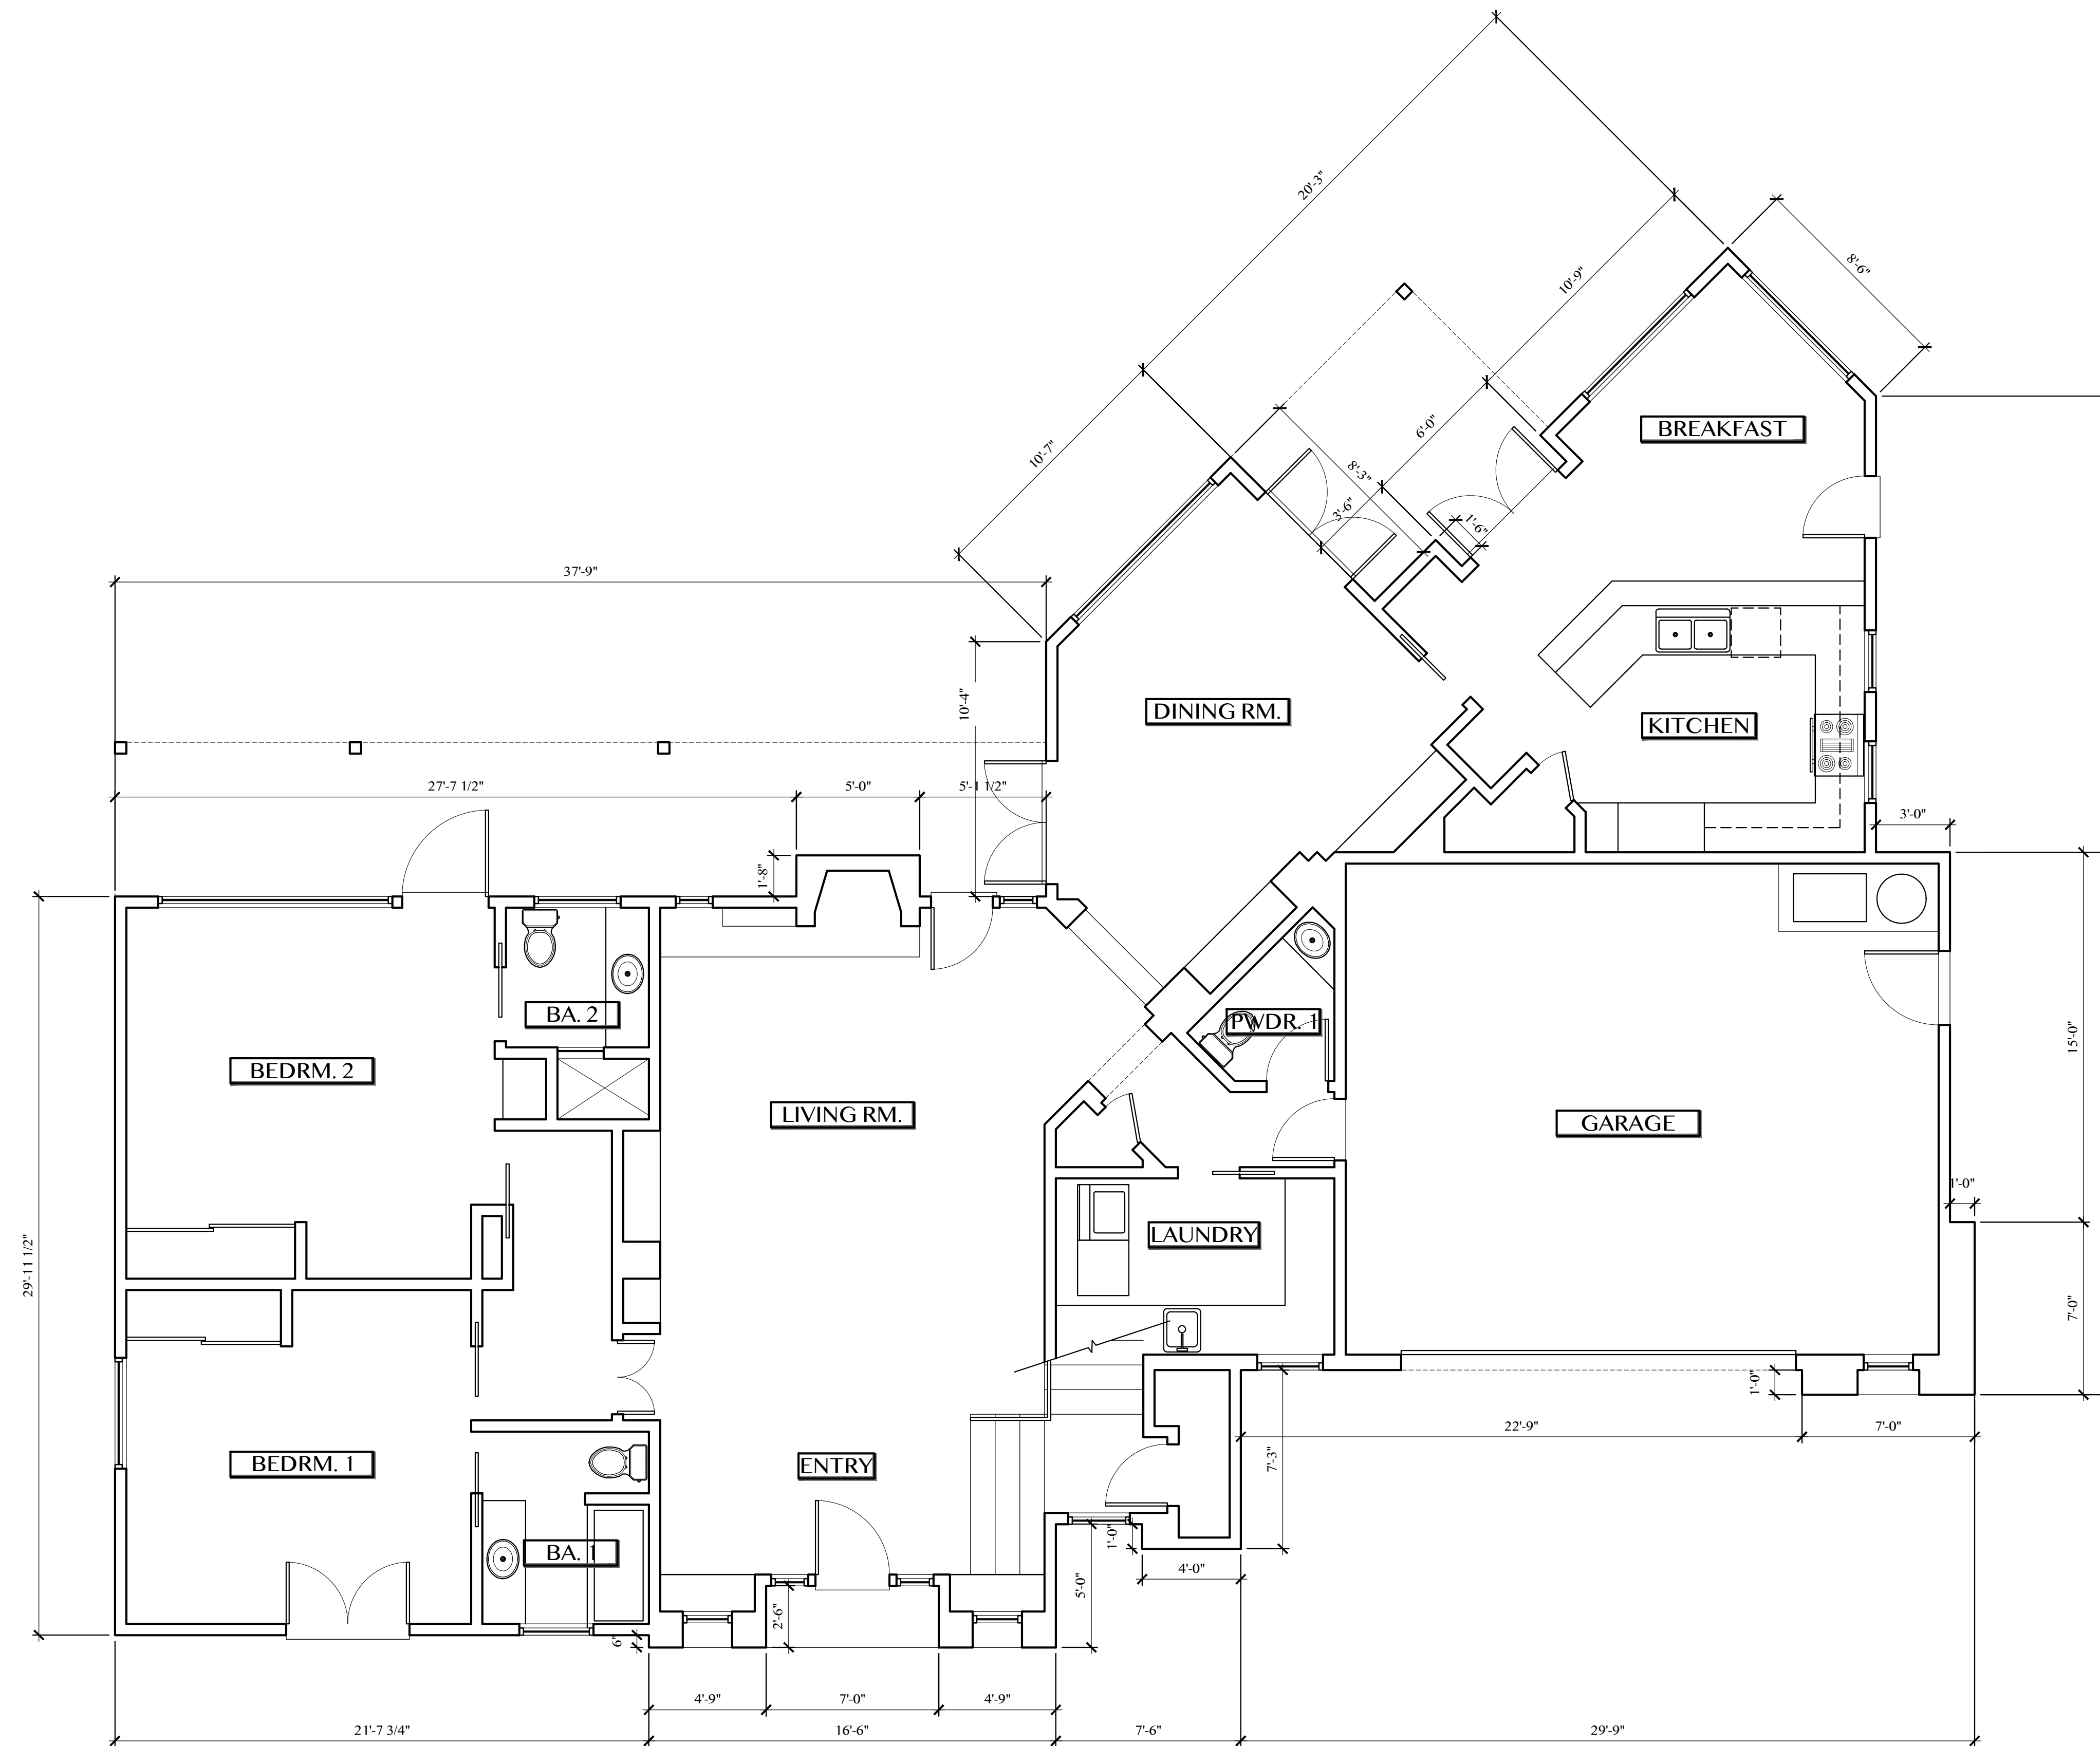 20'-3"
8'-6"
10'-9"
6'-0"
BREAKFAST
10'-7"
8'-3"
3'-6"
1'-6"
37'-9"
10'-4"
DINING RM.
KITCHEN
27'-7 1/2"
5'-0"
5'-1 1/2"
3'-0"
1'-8"
BA. 2
PWDR. 1
15'-0"
BEDRM. 2
LIVING RM.
GARAGE
1'-0"
LAUNDRY
29'-11 1/2"
7'-0"
1'-0"
22'-9"
7'-0"
BEDRM. 1
ENTRY
7'-3"
1'-0"
BA. 1
4'-0"
5'-0"
2'-6"
6"
4'-9"
7'-0"
4'-9"
21'-7 3/4"
16'-6"
7'-6"
29'-9"